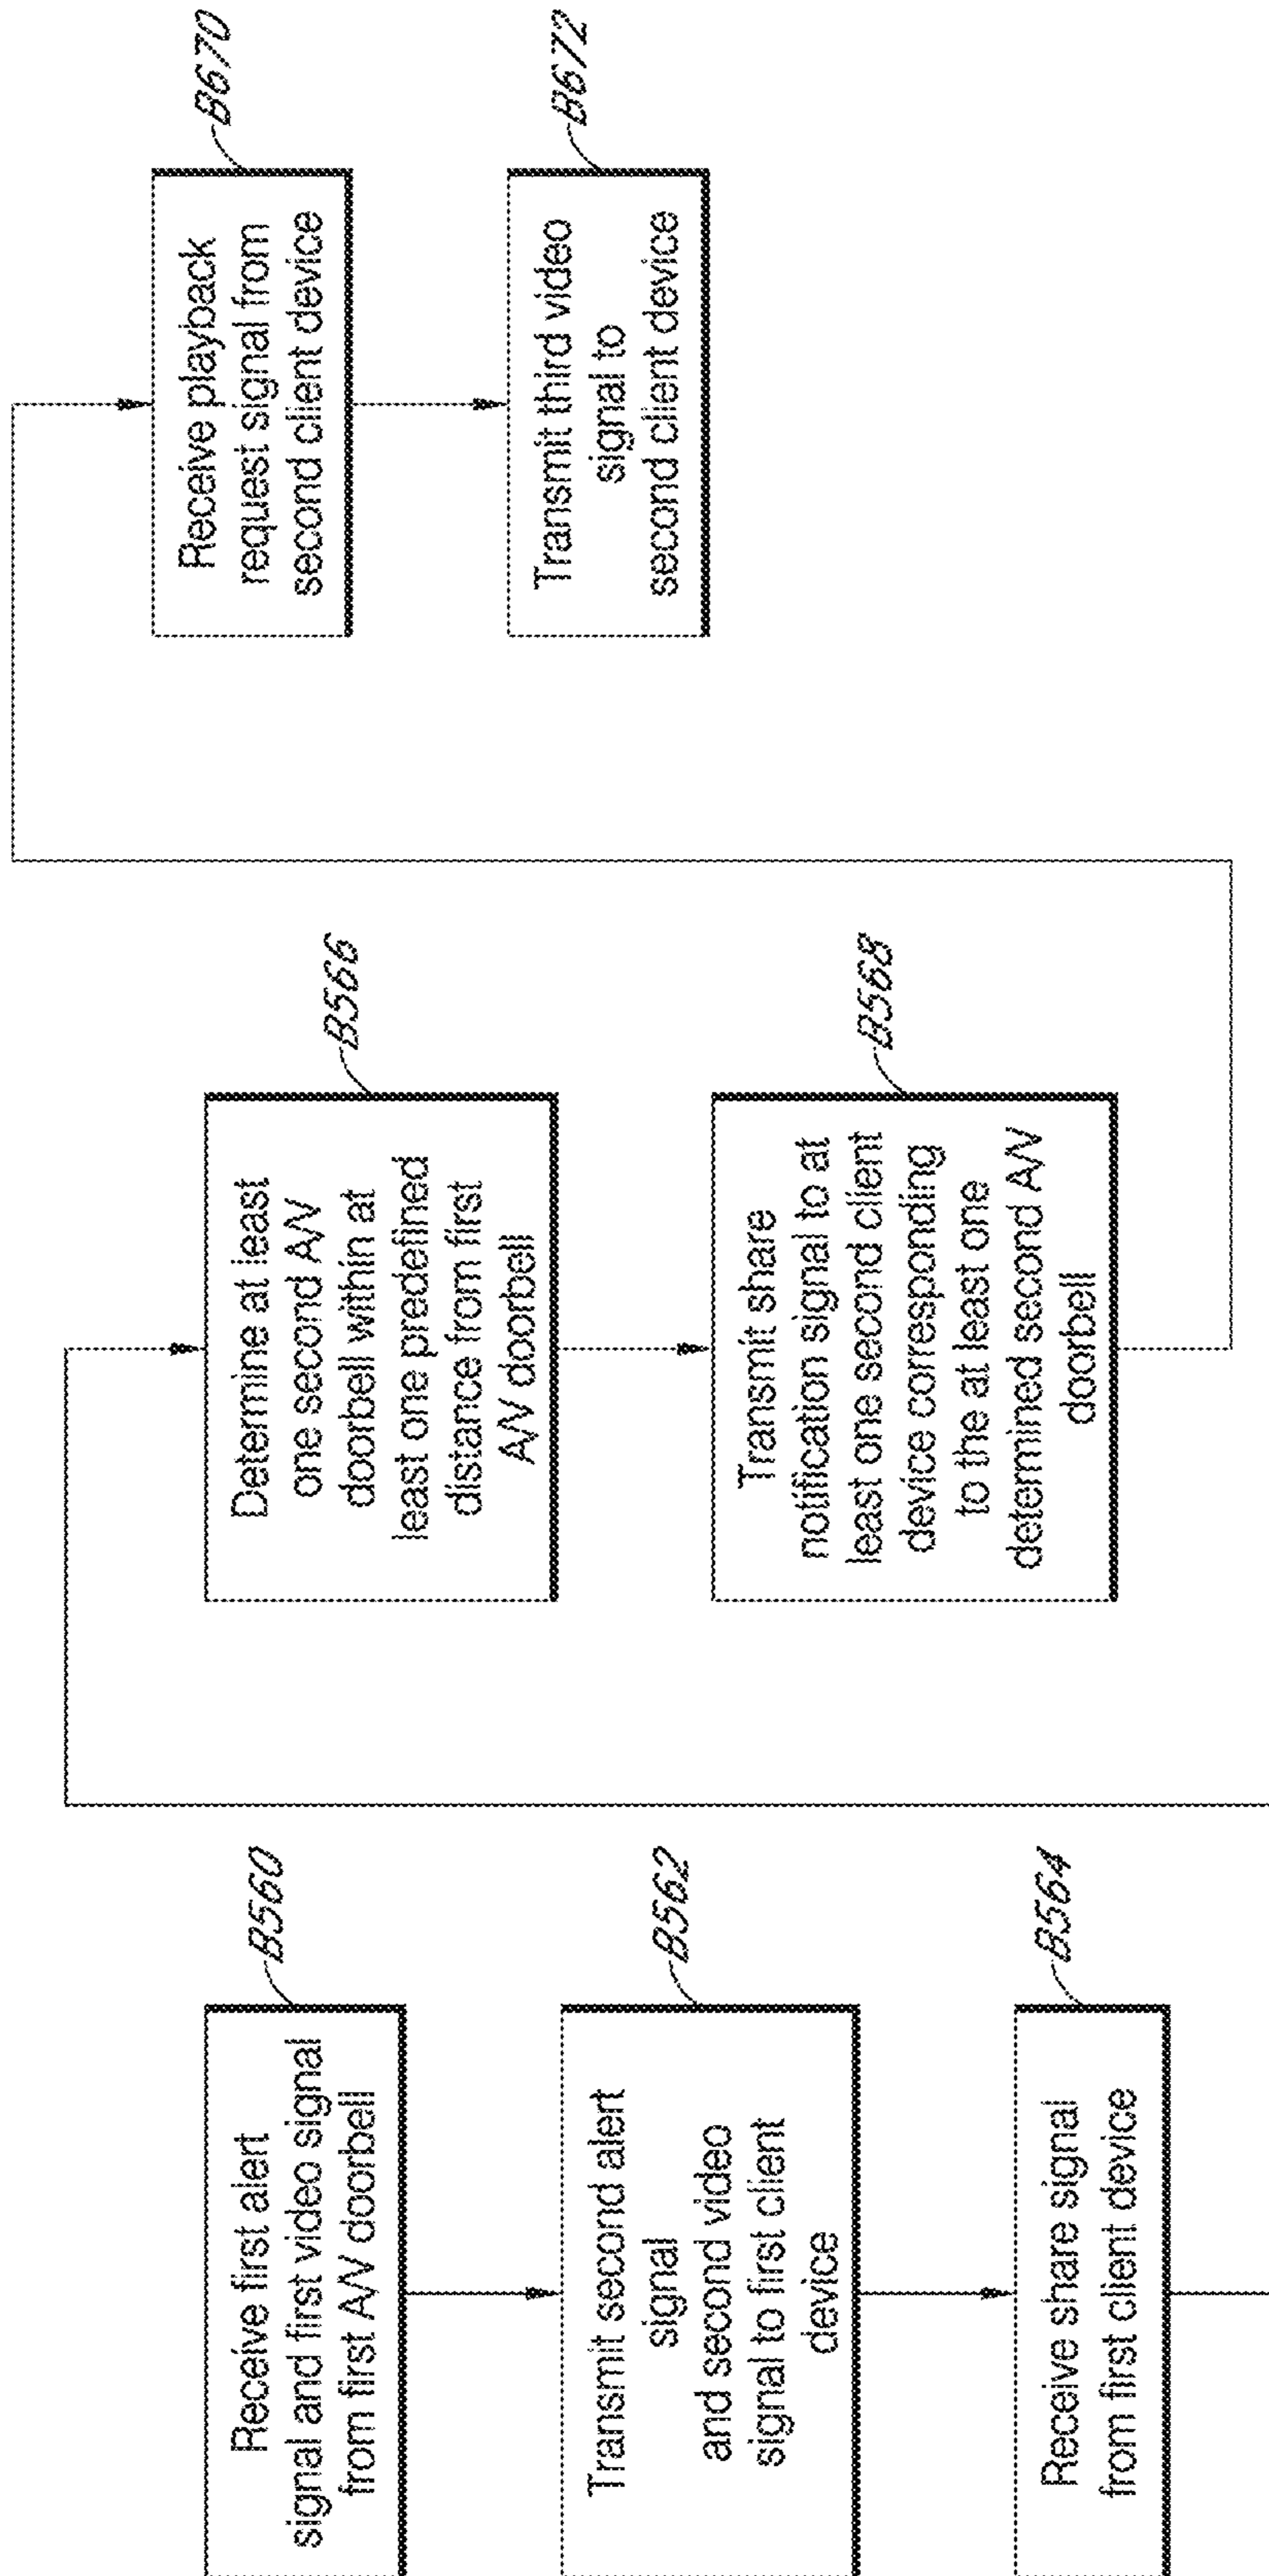 Receive first alert
signal and first video signal
from first A/V doorbell
B560
Transmit second alert
signal
and second video
signal to first client
device
B562
Receive share signal
from first client device
B564
Determine at least
one second A/V
doorbell within at
least one predefined
distance from first
A/V doorbell
B566
Transmit share
notification signal to at
least one second client
device corresponding
to the at least one
determined second A/V
doorbell
B568
Receive playback
request signal from
second client device
B670
Transmit third video
signal to
second client device
B672